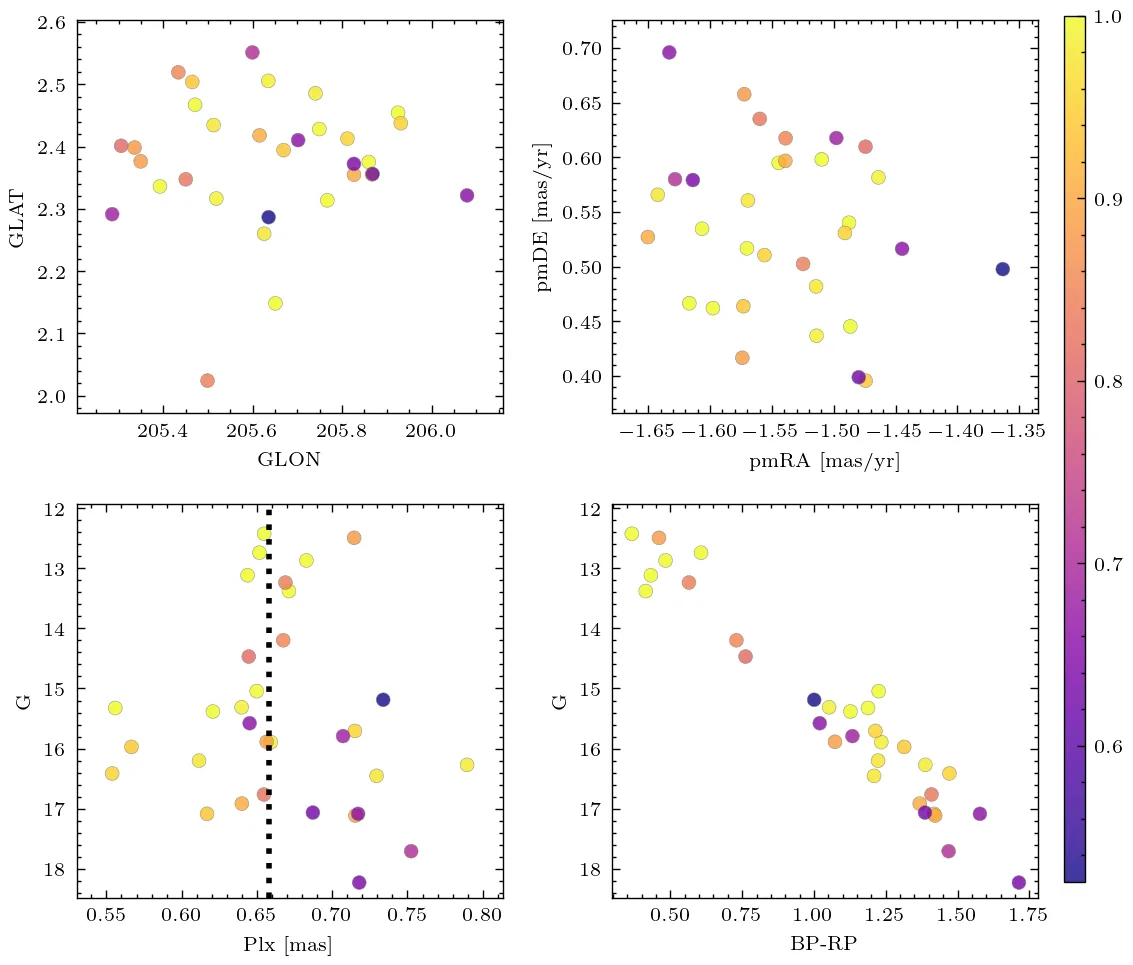 2.6
2.5
2.4
2.3
2.2
2.1
2.0
GLAT
205.4 205.6 205.8 206.0
GLON
0.70
0.65
0.60
0.55
0.50
0.45
0.40
pmDE [mas/yr]
−1.65 −1.60 −1.55 −1.50 −1.45 −1.40 −1.35
pmRA [mas/yr]
1.0
0.9
0.8
0.7
0.6
12
13
14
15
16
17
18
G
0.55 0.60 0.65 0.70 0.75 0.80
Plx [mas]
12
13
14
15
16
17
18
G
0.50 0.75 1.00 1.25 1.50 1.75
BP-RP